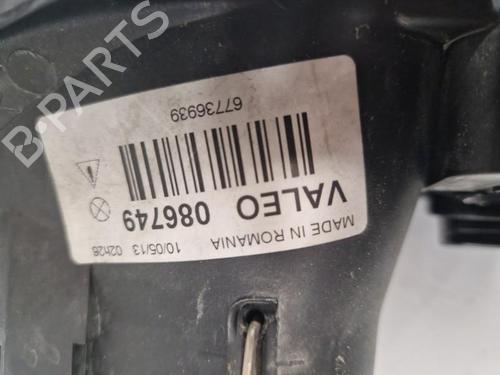 67736939
VALEO 086749
MADE IN ROMANIA
10/05/13 02h26
B-PARTS